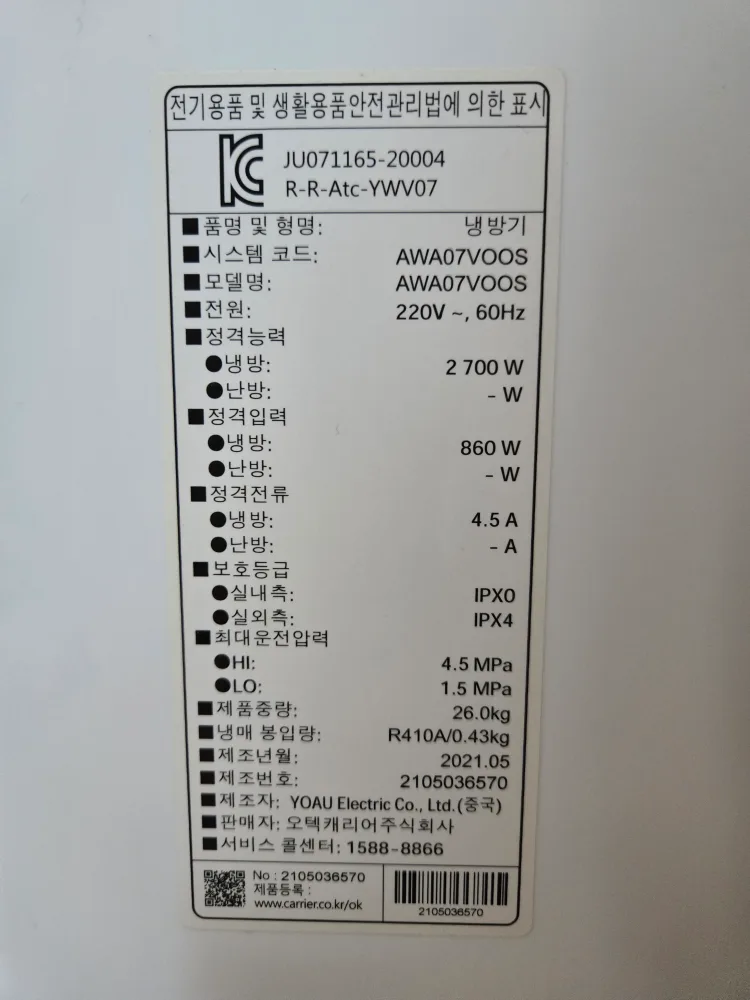 전기용품 및 생활용품안전관리법에 의한 표시
JU071165-20004
R-R-Atc-YWV07
■품명 및 형명: 냉방기
■시스템 코드: AWA07VOOS
■모델명: AWA07VOOS
■전원: 220V ~, 60Hz
■정격능력
●냉방: 2 700 W
●난방: - W
■정격입력
●냉방: 860 W
●난방: - W
■정격전류
●냉방: 4.5 A
●난방: - A
■보호등급
●실내측: IPX0
●실외측: IPX4
■최대운전압력
●HI: 4.5 MPa
●LO: 1.5 MPa
■제품중량: 26.0kg
■냉매 봉입량: R410A/0.43kg
■제조년월: 2021.05
■제조번호: 2105036570
■제조자: YOAU Electric Co., Ltd.(중국)
■판매자: 오텍캐리어주식회사
■서비스 콜센터: 1588-8866
No : 2105036570
제품등록 :
www.carrier.co.kr/ok
2105036570